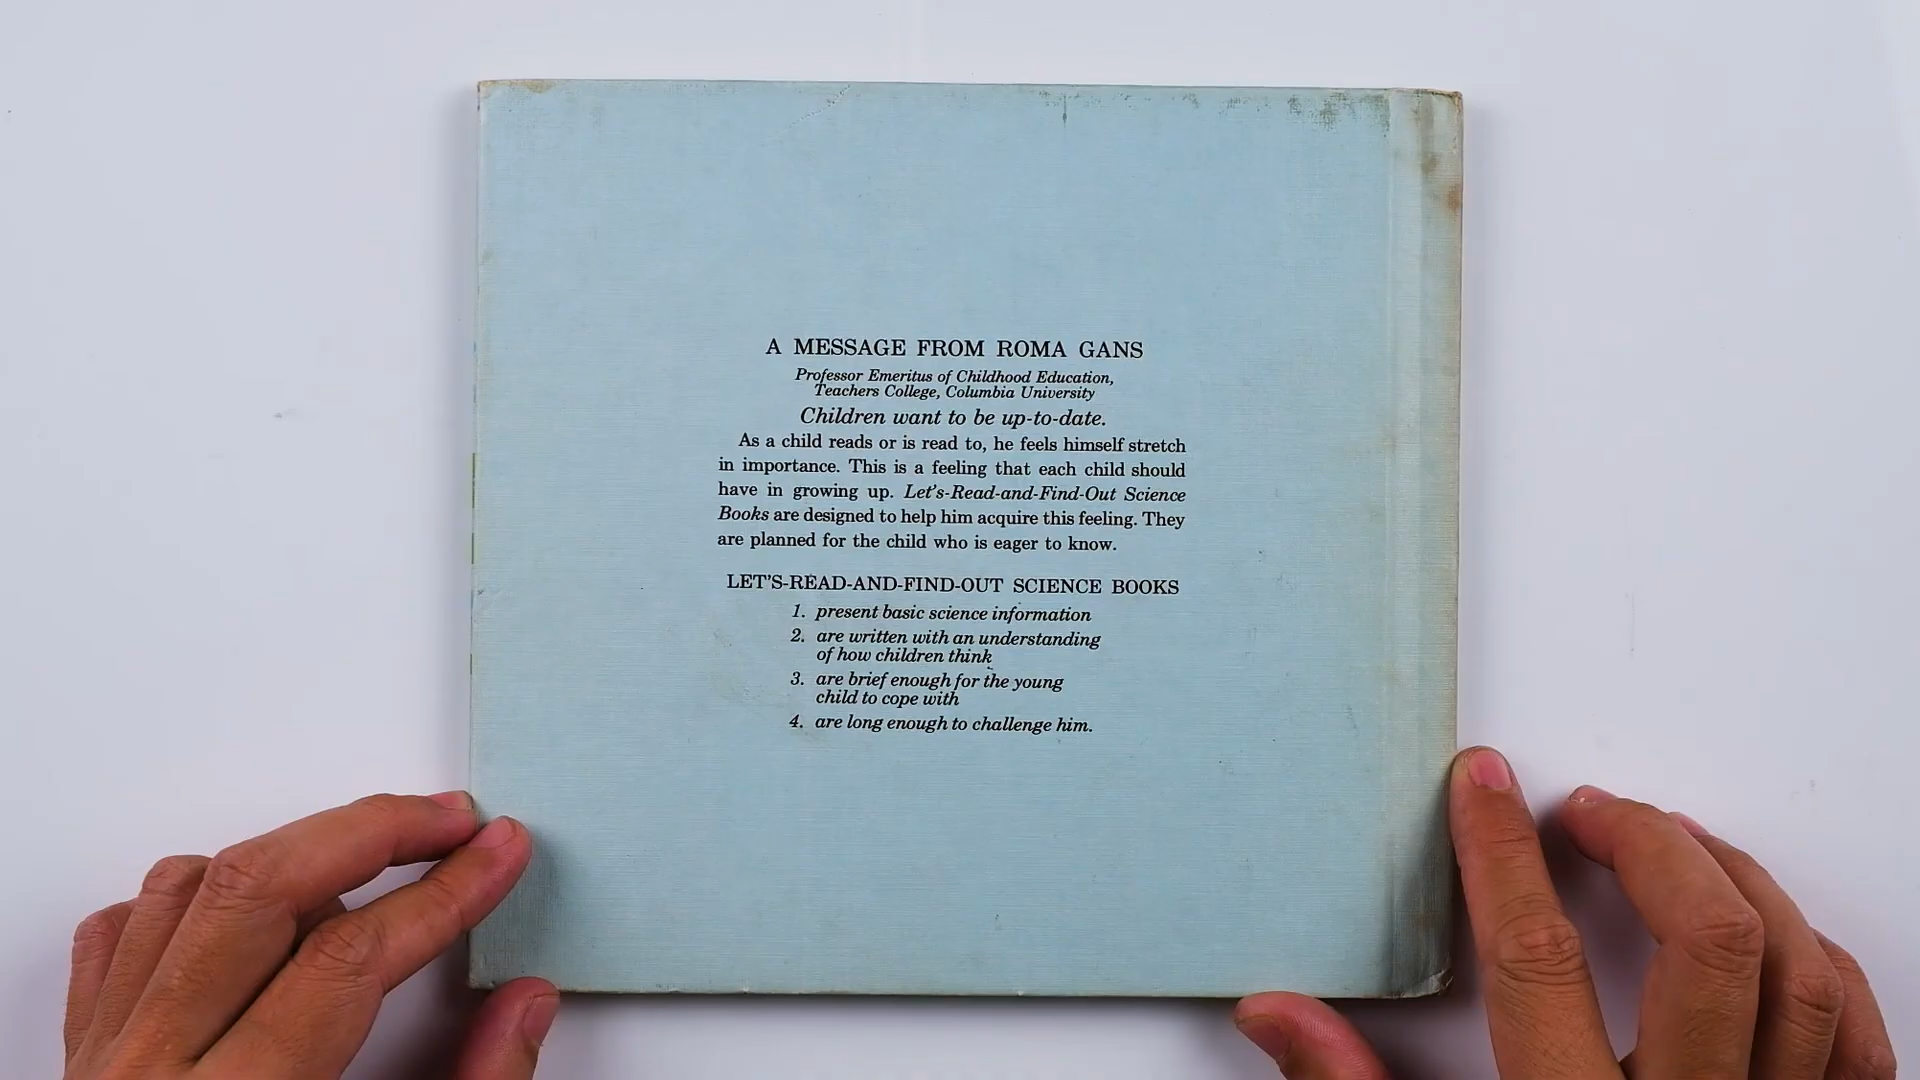 A MESSAGE FROM ROMA GANS
Professor Emeritus of Childhood Education,
Teachers College, Columbia University
Children want to be up-to-date.
As a child reads or is read to, he feels himself stretch
in importance. This is a feeling that each child should
have in growing up. Let's-Read-and-Find-Out Science
Books are designed to help him acquire this feeling. They
are planned for the child who is eager to know.
LET'S-READ-AND-FIND-OUT SCIENCE BOOKS
1. present basic science information
2. are written with an understanding
of how children think
3. are brief enough for the young
child to cope with
4. are long enough to challenge him.